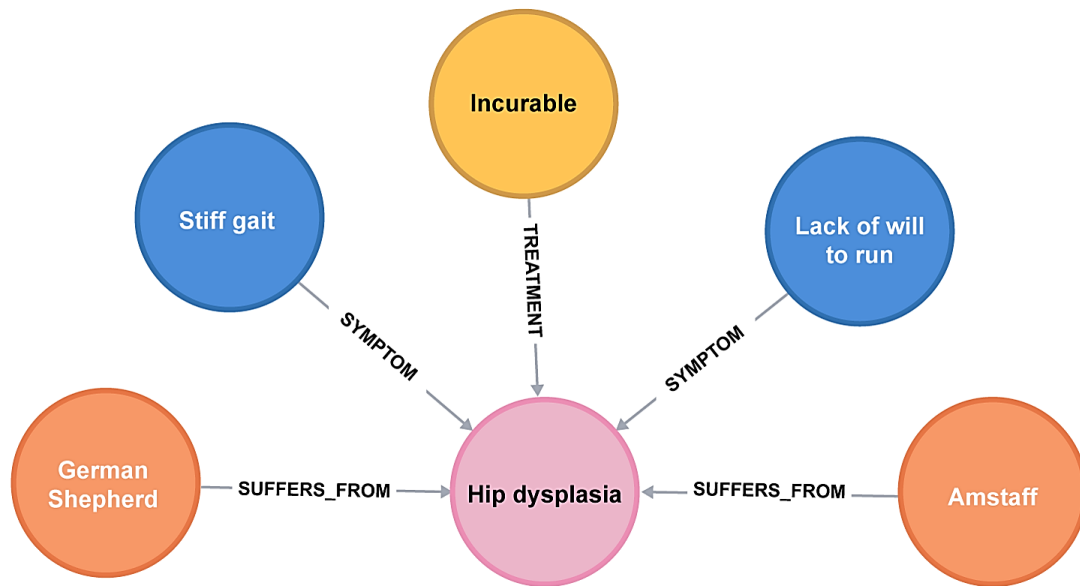 Incurable
Stiff gait
Lack of will
to run
TREATMENT
SYMPTOM
SYMPTOM
German
Shepherd
SUFFERS_FROM
Hip dysplasia
SUFFERS_FROM
Amstaff